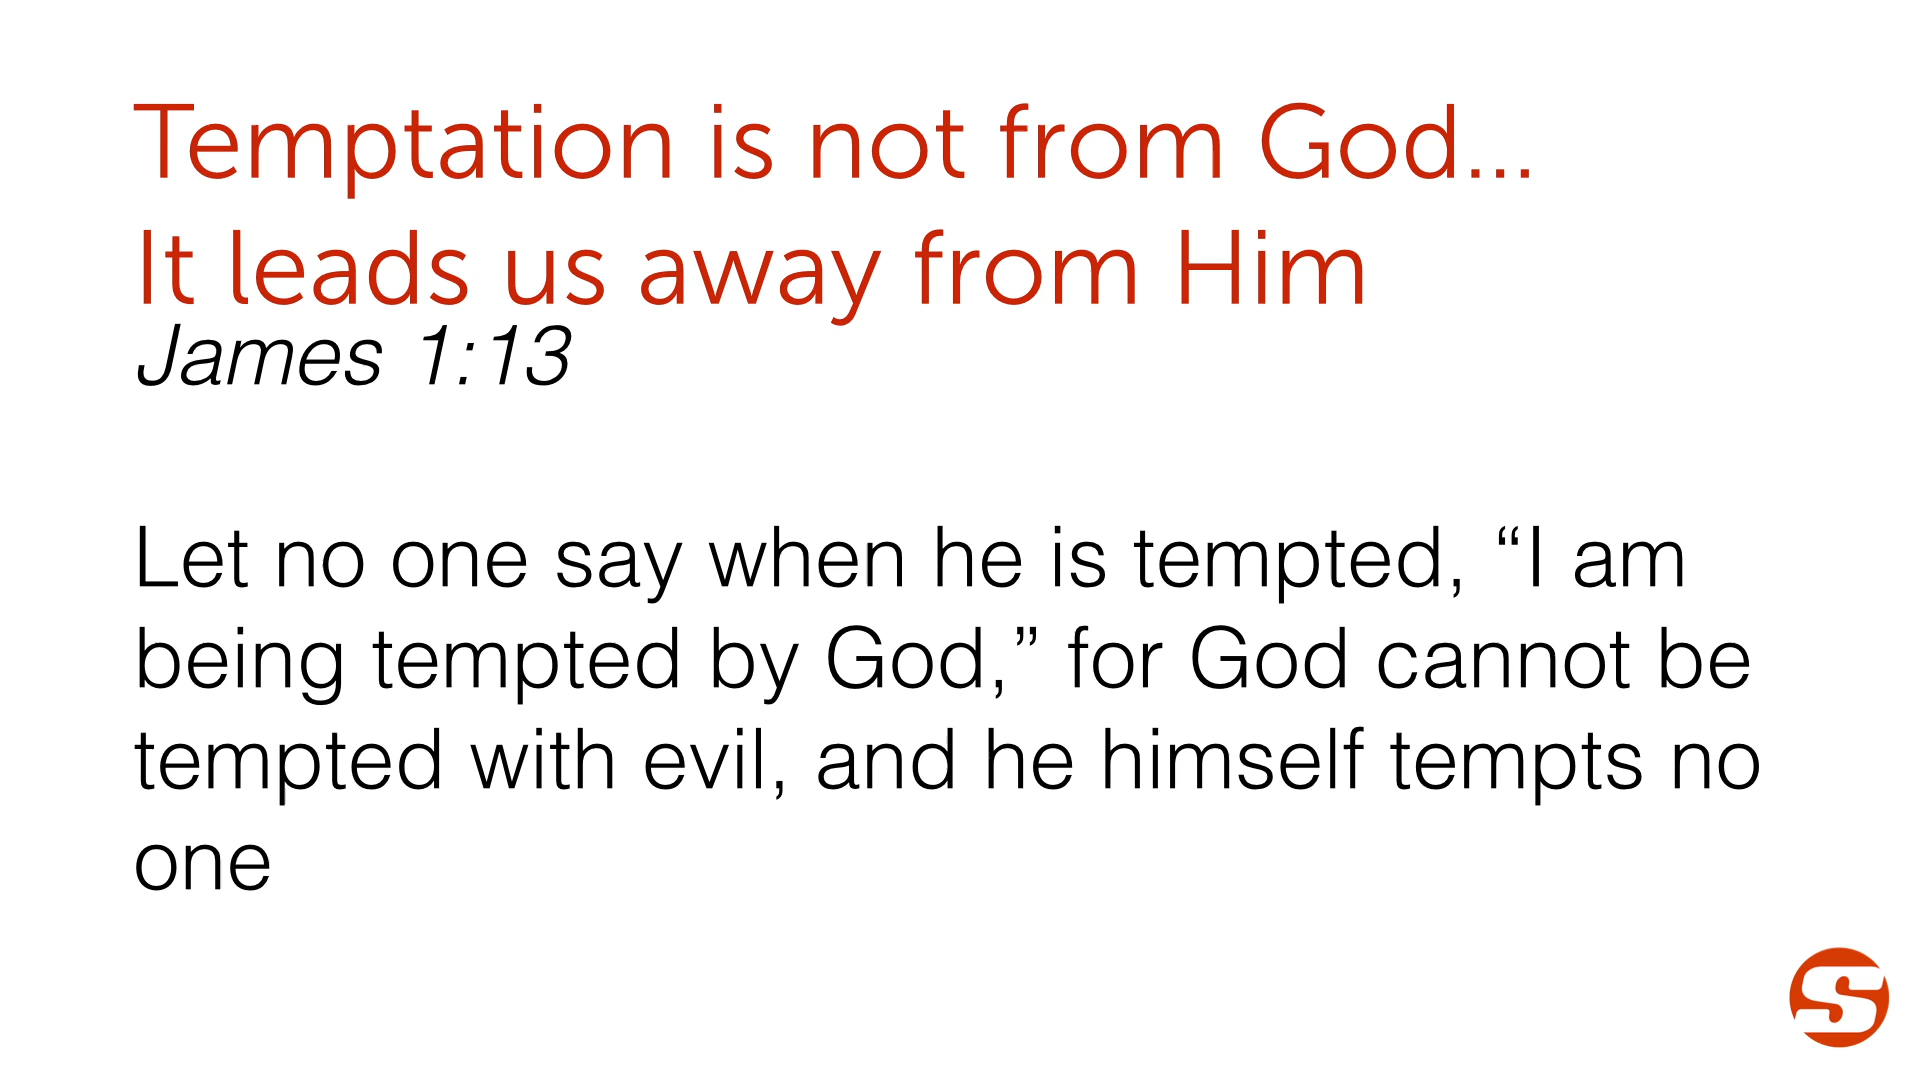 Temptation is not from God...
It leads us away from Him
James 1:13
Let no one say when he is tempted, “I am
being tempted by God,” for God cannot be
tempted with evil, and he himself tempts no
one
S